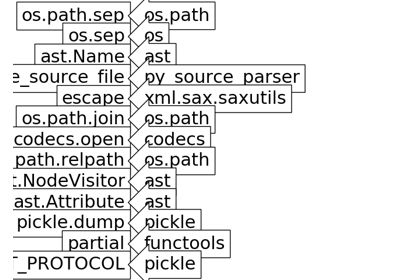 os.path.sep os.path
os.sep os
ast.Name ast
e_source_file py_source_parser
escape xml.sax.saxutils
os.path.join os.path
codecs.open codecs
path.relpath os.path
t.NodeVisitor ast
ast.Attribute ast
pickle.dump pickle
partial functools
T_PROTOCOL pickle